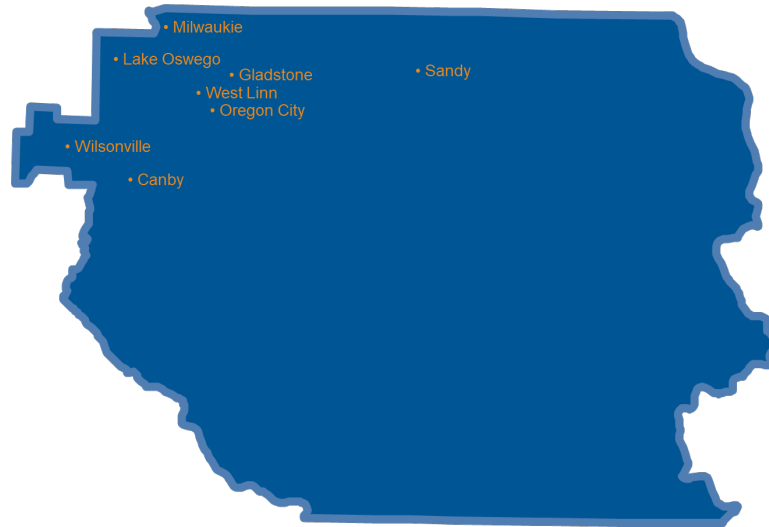 Milwaukie
Lake Oswego
Gladstone
Sandy
West Linn
Oregon City
Wilsonville
Canby